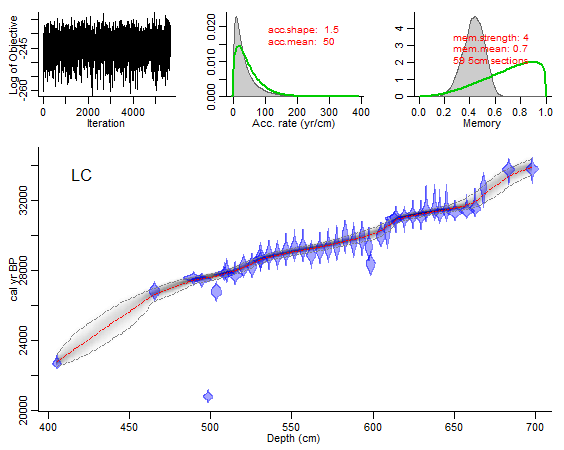 Log of Objective
-245
-260
0
2000
4000
Iteration
0.020
0.010
0.000
acc.shape: 1.5
acc.mean: 50
0
100
200
300
400
Acc. rate (yr/cm)
4
3
2
1
0
mem.strength: 4
mem.mean: 0.7
59 5cm sections
0.0
0.2
0.4
0.6
0.8
1.0
Memory
LC
cal yr BP
32000
28000
24000
20000
400
450
500
550
600
650
700
Depth (cm)